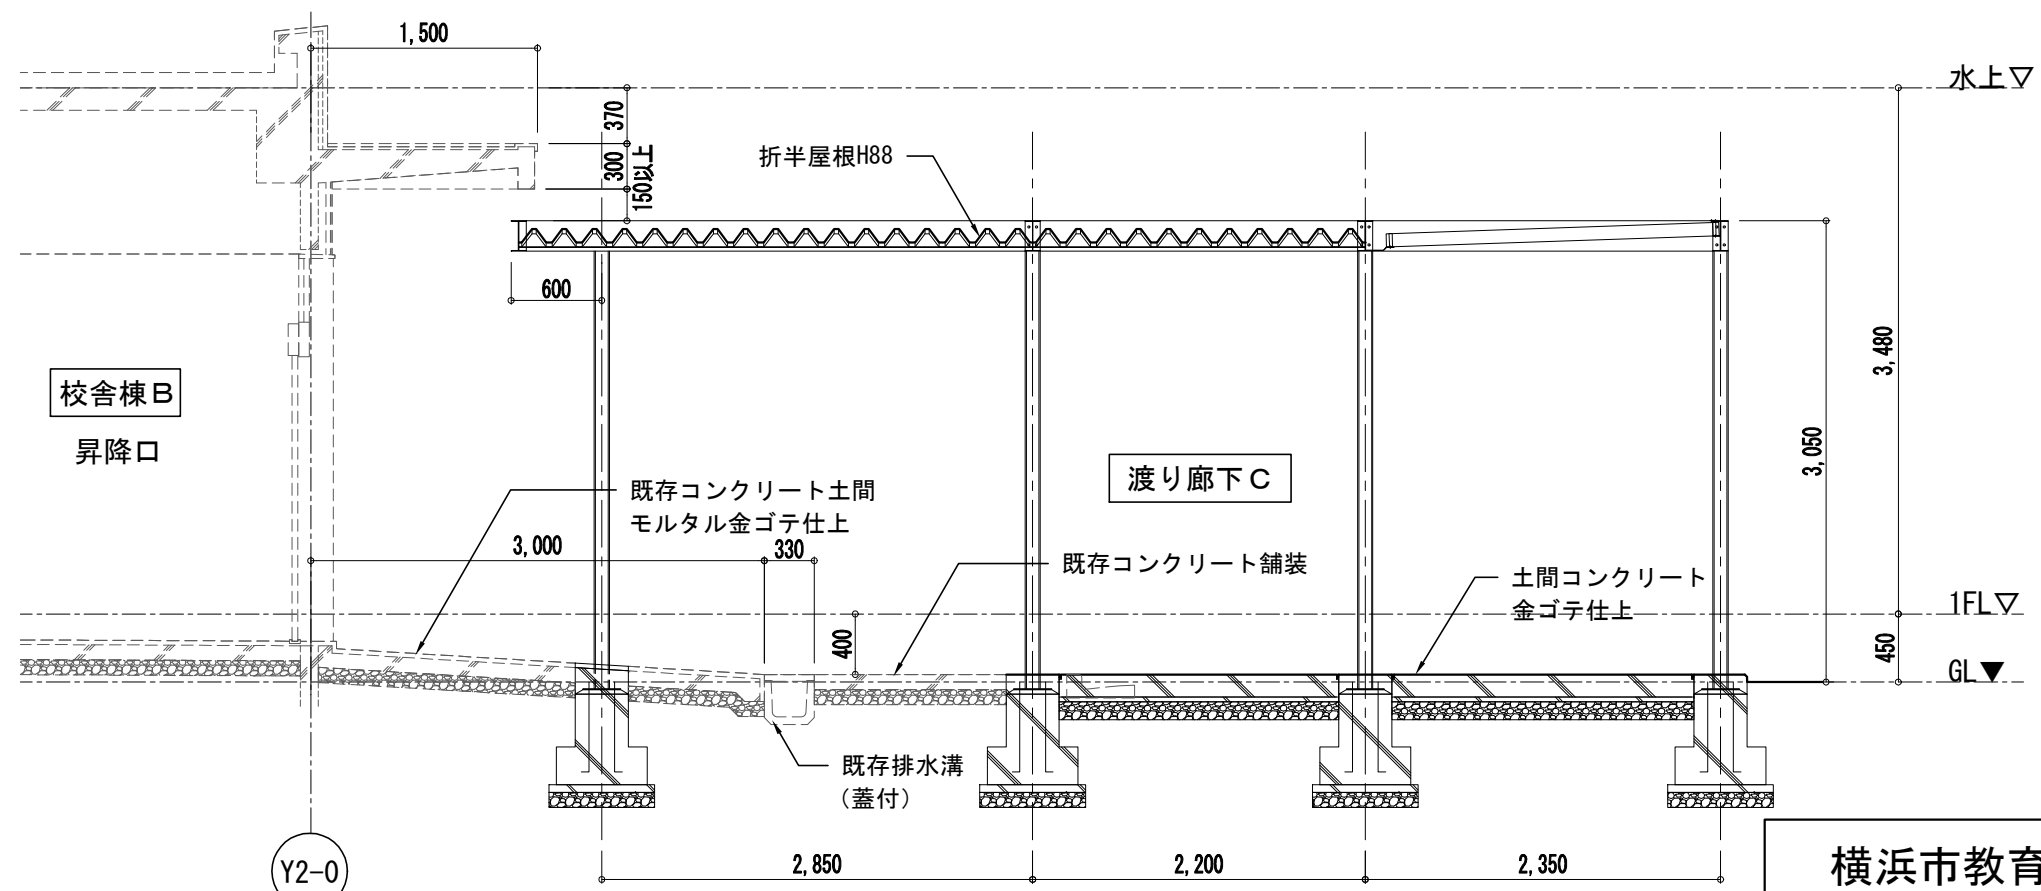 1,500
水上▽
370
300
150以上
折半屋根H88
600
3,480
校舎棟B
昇降口
3,050
渡り廊下C
既存コンクリート土間
モルタル金ゴテ仕上
3,000
330
既存コンクリート舗装
土間コンクリート
金ゴテ仕上
1FL▽
400
450
GL▼
既存排水溝
(蓋付)
Y2-0
2,850
2,200
2,350
横浜市教育